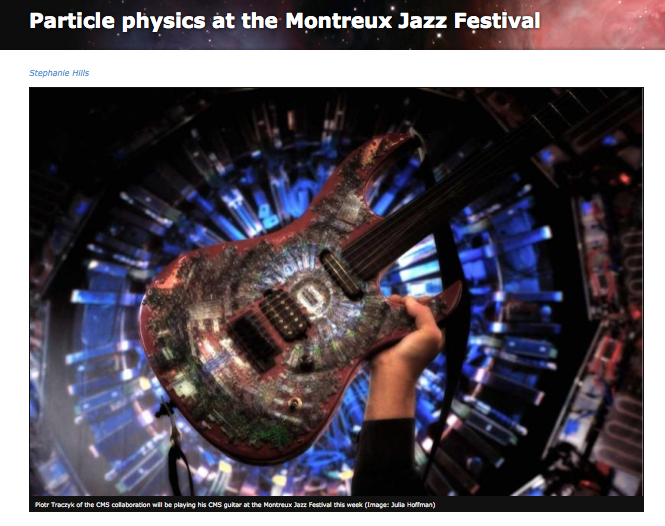 Particle physics at the Montreux Jazz Festival
Stephanie Hills
Piotr Traczyk of the CMS collaboration will be playing his CMS guitar at the Montreux Jazz Festival this week (Image: Julia Hoffman)